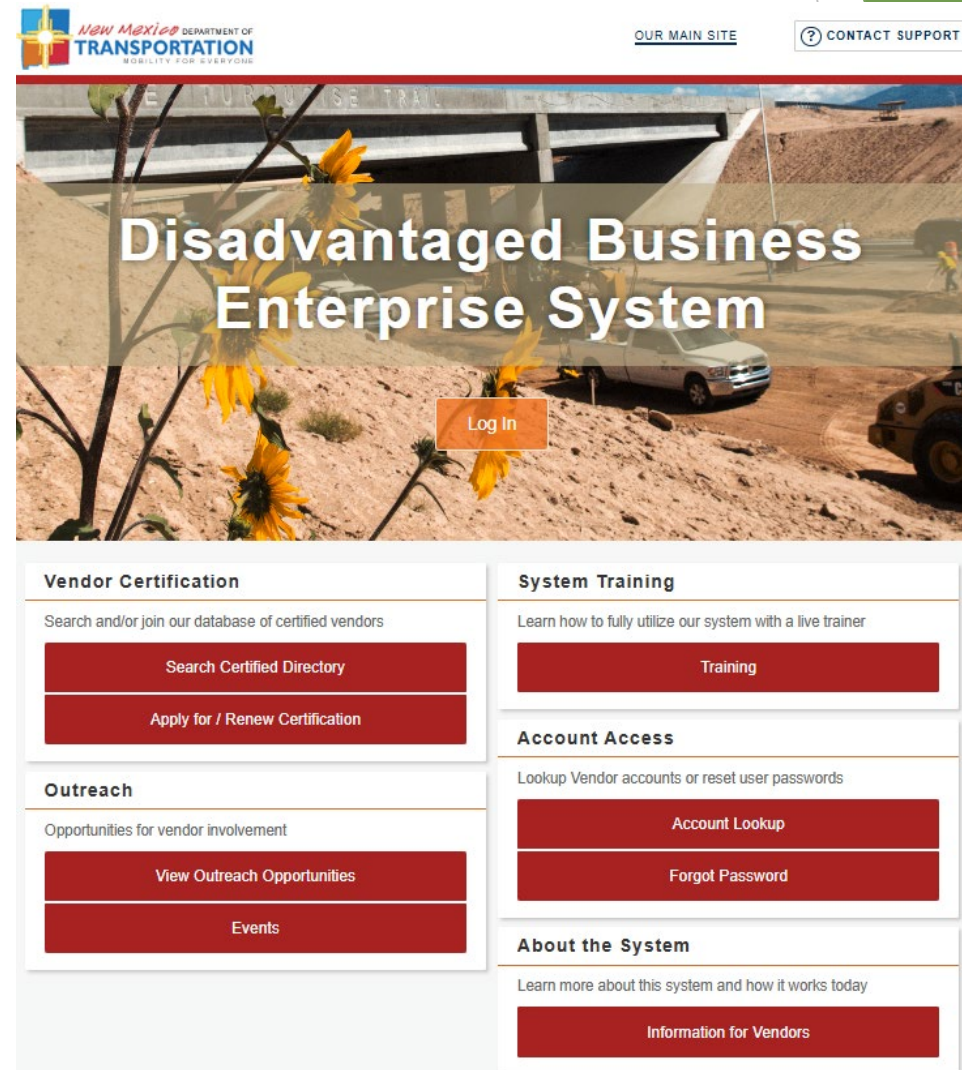 New Mexico DEPARTMENT OF
TRANSPORTATION
MOBILITY FOR EVERYONE
OUR MAIN SITE
? CONTACT SUPPORT
THE TURQUOISE TRAIL
Disadvantaged Business
Enterprise System
Log In
Vendor Certification
Search and/or join our database of certified vendors
Search Certified Directory
Apply for / Renew Certification
Outreach
Opportunities for vendor involvement
View Outreach Opportunities
Events
System Training
Learn how to fully utilize our system with a live trainer
Training
Account Access
Lookup Vendor accounts or reset user passwords
Account Lookup
Forgot Password
About the System
Learn more about this system and how it works today
Information for Vendors